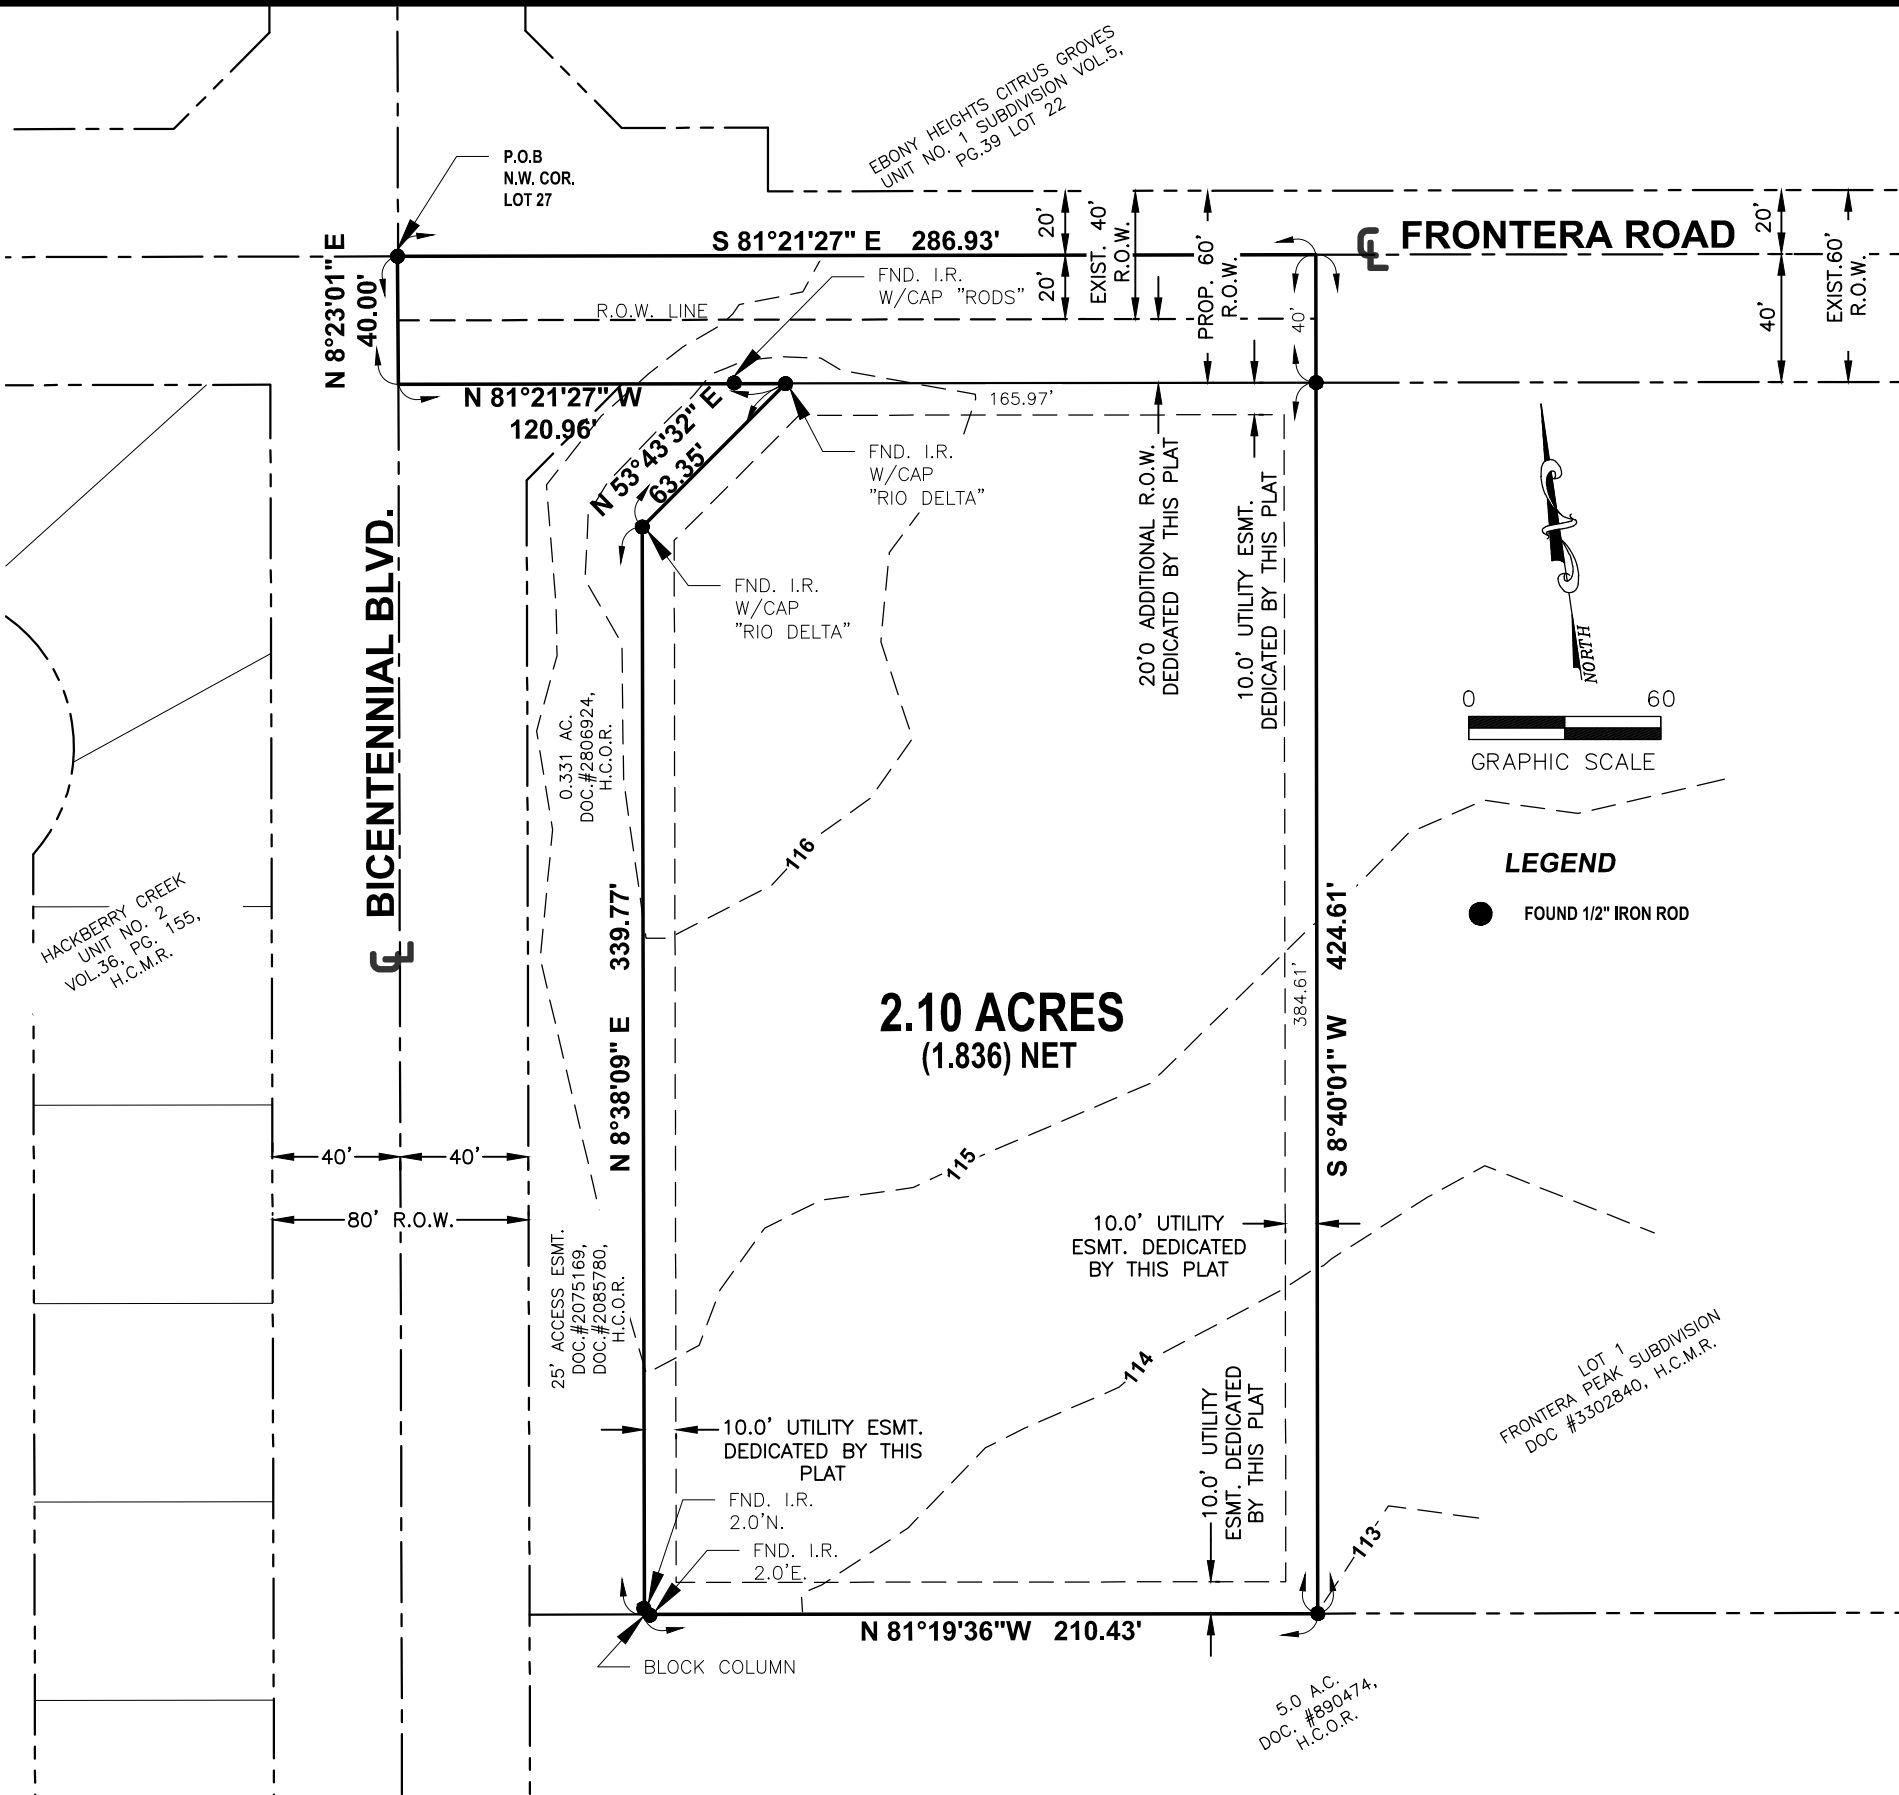 EBONY HEIGHTS CITRUS GROVES
UNIT NO. 1 SUBDIVISION VOL.5,
PG.39 LOT 22
P.O.B
N.W. COR.
LOT 27
N 8°23'01" E
40.00'
S 81°21'27" E 286.93'
20'
20'
EXIST. 40'
R.O.W.
PROP. 60'
R.O.W.
40'
℄ FRONTERA ROAD
20'
40'
EXIST.60'
R.O.W.
R.O.W. LINE
FND. I.R.
W/CAP "RODS"
N 81°21'27" W
120.96'
165.97'
N 53°43'32" E
63.35'
FND. I.R.
W/CAP
"RIO DELTA"
FND. I.R.
W/CAP
"RIO DELTA"
20'0 ADDITIONAL R.O.W.
DEDICATED BY THIS PLAT
10.0' UTILITY ESMT.
DEDICATED BY THIS PLAT
NORTH
0 60
GRAPHIC SCALE
LEGEND
FOUND 1/2" IRON ROD
℄ BICENTENNIAL BLVD.
0.331 AC.
DOC.#2806924,
H.C.O.R.
HACKBERRY CREEK
UNIT NO. 2
VOL.36, PG. 155,
H.C.M.R.
116
N 8°38'09" E 339.77'
2.10 ACRES
(1.836) NET
384.61'
S 8°40'01" W 424.61'
115
40'
40'
80' R.O.W.
25' ACCESS ESMT.
DOC.#2075169,
DOC.#2085780,
H.C.O.R.
10.0' UTILITY
ESMT. DEDICATED
BY THIS PLAT
114
LOT 1
FRONTERA PEAK SUBDIVISION
DOC #3302840, H.C.M.R.
10.0' UTILITY ESMT.
DEDICATED BY THIS
PLAT
10.0' UTILITY
ESMT. DEDICATED
BY THIS PLAT
FND. I.R.
2.0'N.
FND. I.R.
2.0'E.
113
N 81°19'36"W 210.43'
BLOCK COLUMN
5.0 A.C.
DOC. #890474,
H.C.O.R.